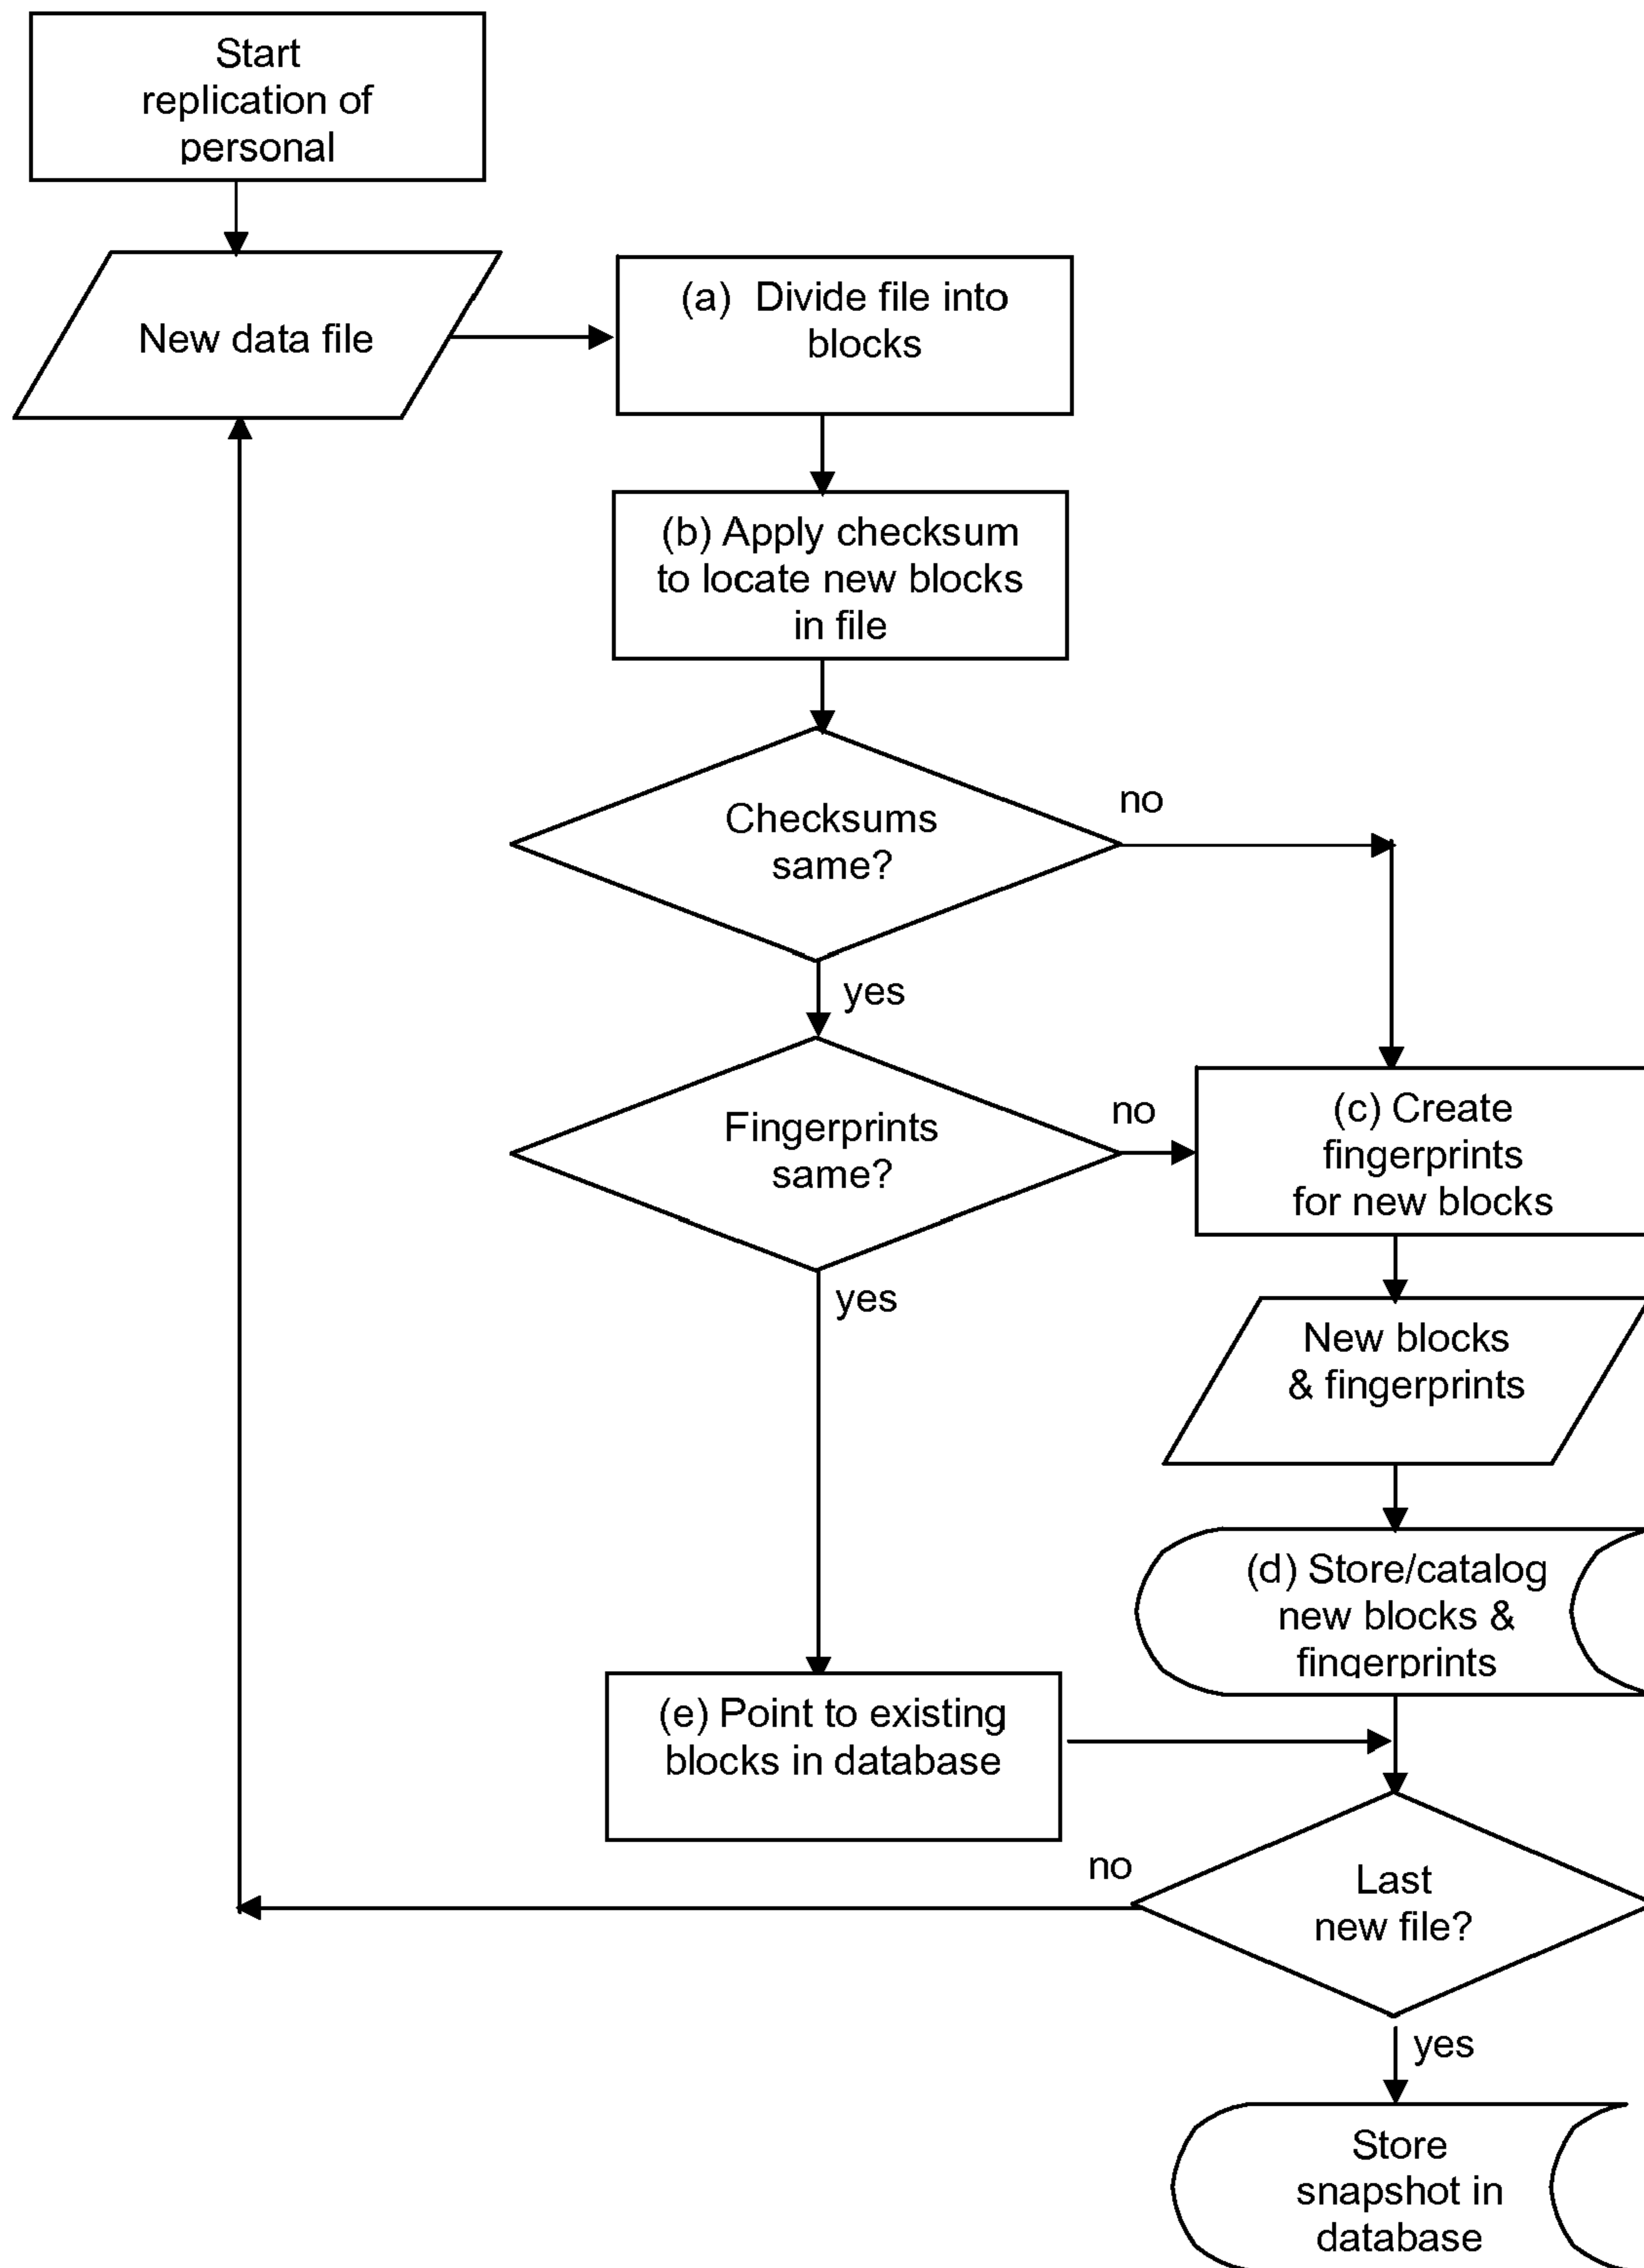 Start
replication of
personal
New data file
(a) Divide file into
blocks
(b) Apply checksum
to locate new blocks
in file
Checksums
same?
no
yes
Fingerprints
same?
no
(c) Create
fingerprints
for new blocks
yes
New blocks
& fingerprints
(d) Store/catalog
new blocks &
fingerprints
(e) Point to existing
blocks in database
no
Last
new file?
yes
Store
snapshot in
database